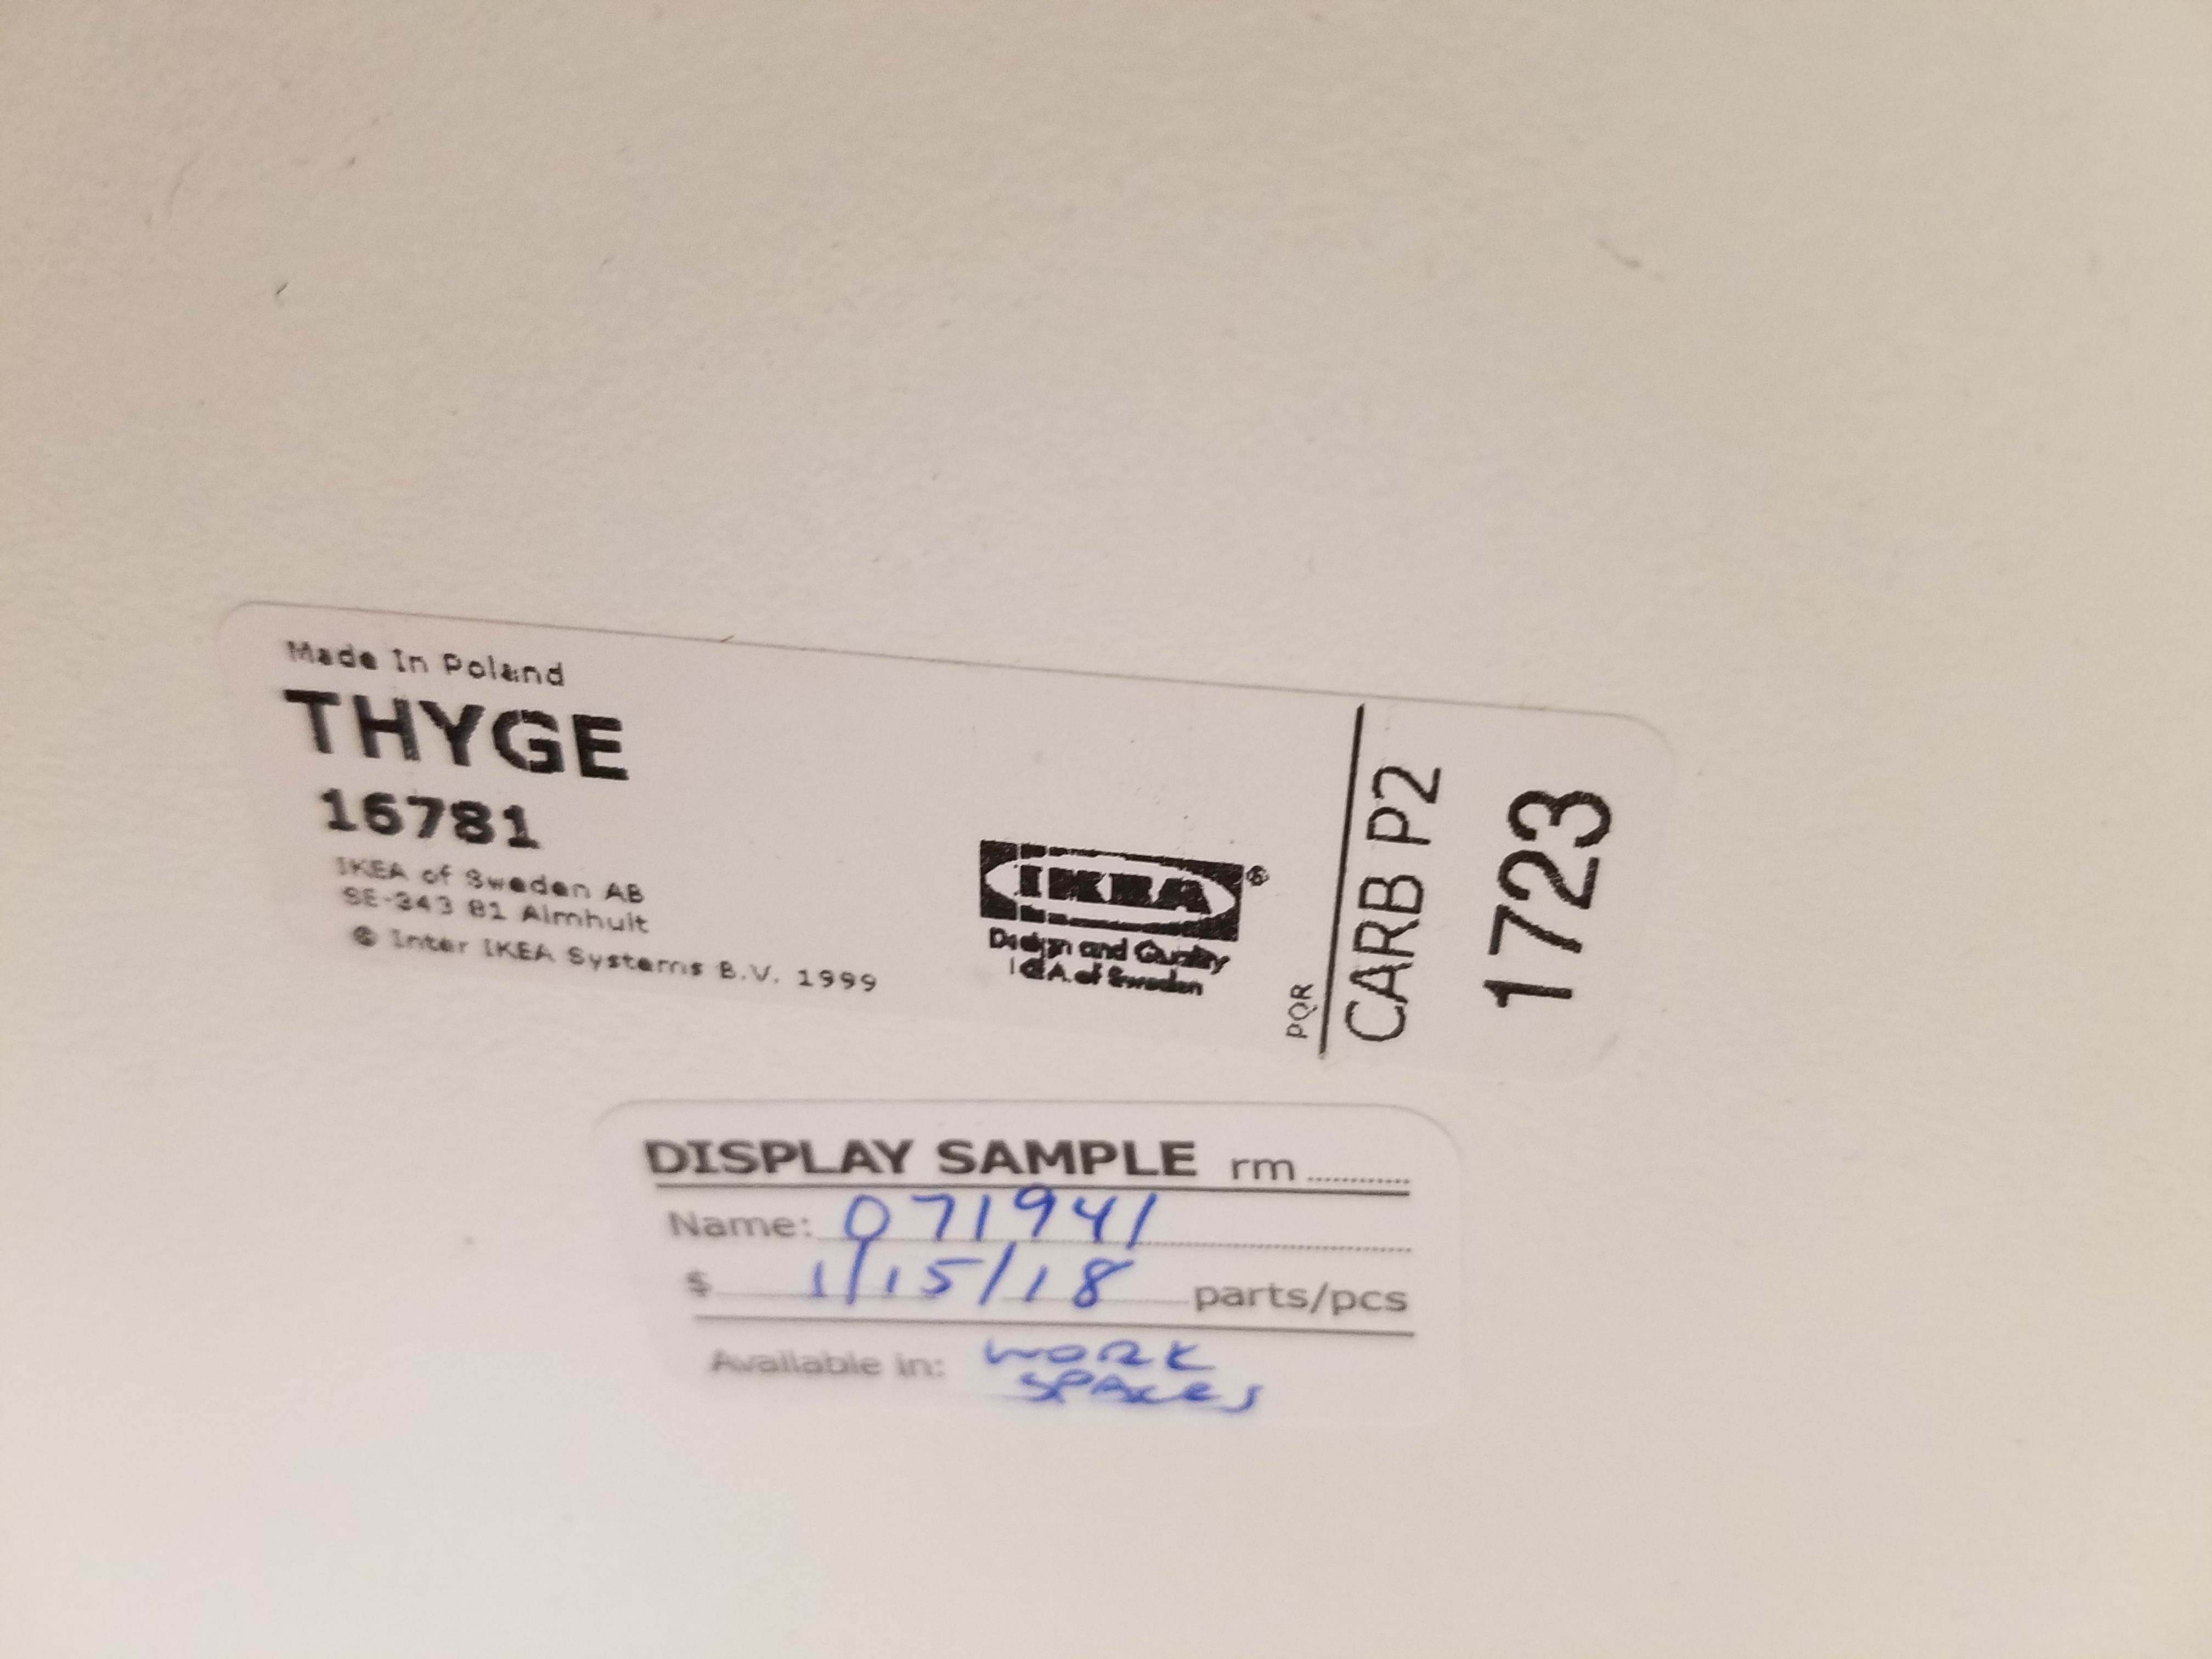 Made In Poland
THYGE
16781
IKEA of Sweden AB
SE-343 81 Almhult
© Inter IKEA Systems B.V. 1999
IKEA®
Design and Quality
IKEA of Sweden
PQR
CARB P2
1723
DISPLAY SAMPLE rm
Name: 071941
$ 1/15/18 parts/pcs
Available in: WORK
SPACES